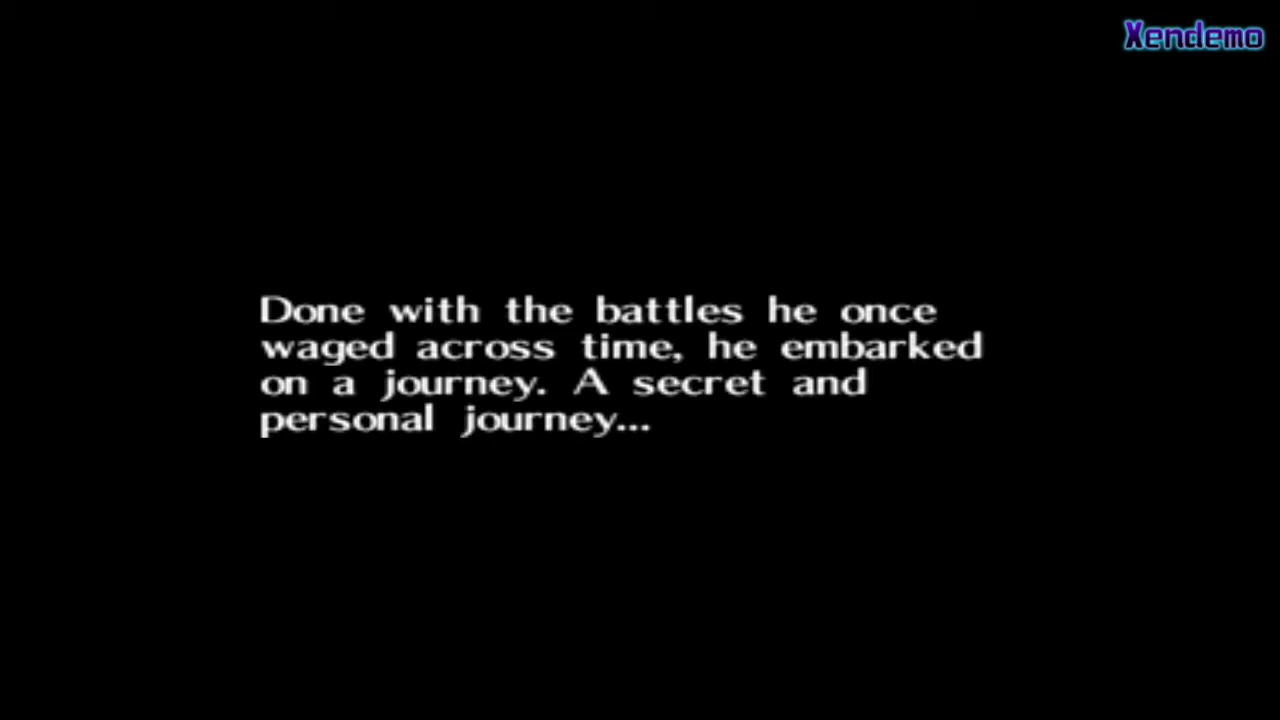 Xendemo
Done with the battles he once
waged across time, he embarked
on a journey. A secret and
personal journey...